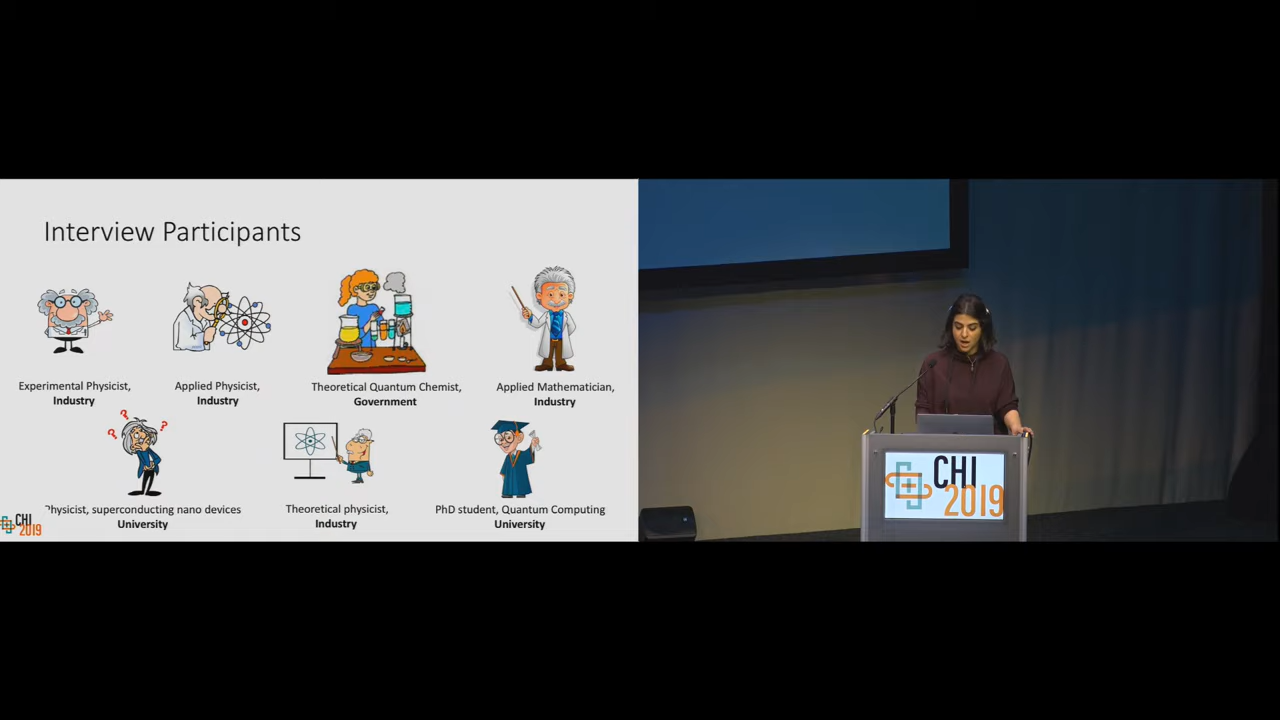 Interview Participants
Experimental Physicist,
Industry
Applied Physicist,
Industry
Theoretical Quantum Chemist,
Government
Applied Mathematician,
Industry
? ? ?
Physicist, superconducting nano devices
University
Theoretical physicist,
Industry
PhD student, Quantum Computing
University
CHI
2019
CHI
2019